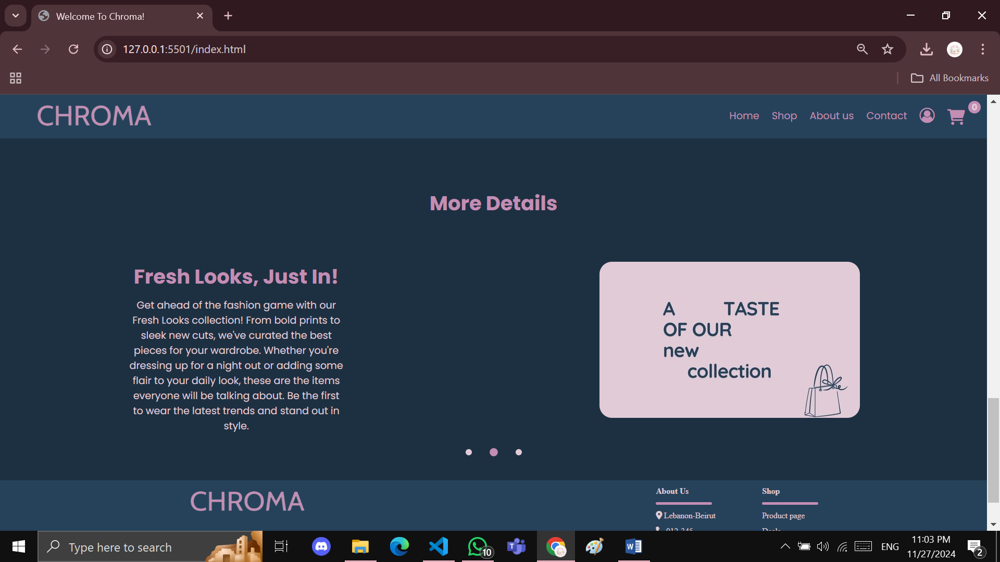 Welcome To Chroma!
127.0.0.1:5501/index.html
All Bookmarks
CHROMA
Home Shop About us Contact 0
More Details
Fresh Looks, Just In!
Get ahead of the fashion game with our
Fresh Looks collection! From bold prints to
sleek new cuts, we've curated the best
pieces for your wardrobe. Whether you're
dressing up for a night out or adding some
flair to your daily look, these are the items
everyone will be talking about. Be the first
to wear the latest trends and stand out in
style.
A TASTE
OF OUR
new
collection
CHROMA
About Us
Lebanon-Beirut
012 345
Shop
Product page
Deals
Type here to search
10
ENG
11:03 PM
11/27/2024
2